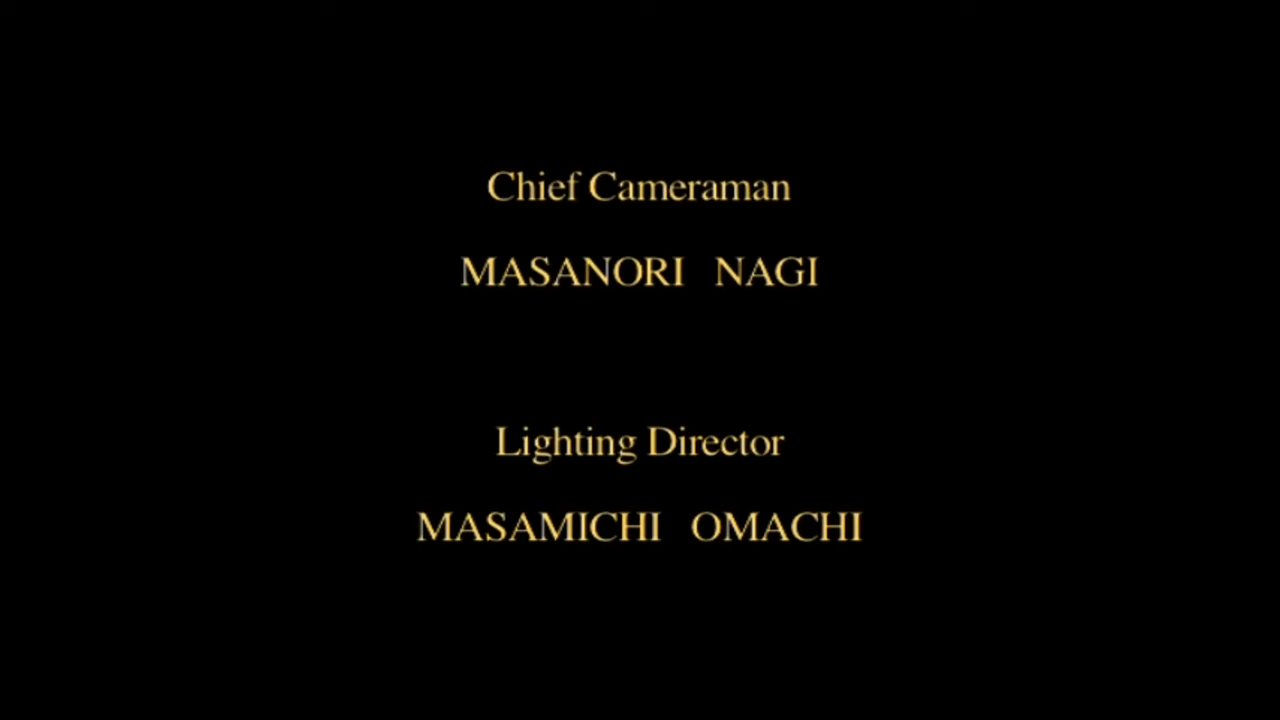 Chief Cameraman
MASANORI NAGI
Lighting Director
MASAMICHI OMACHI